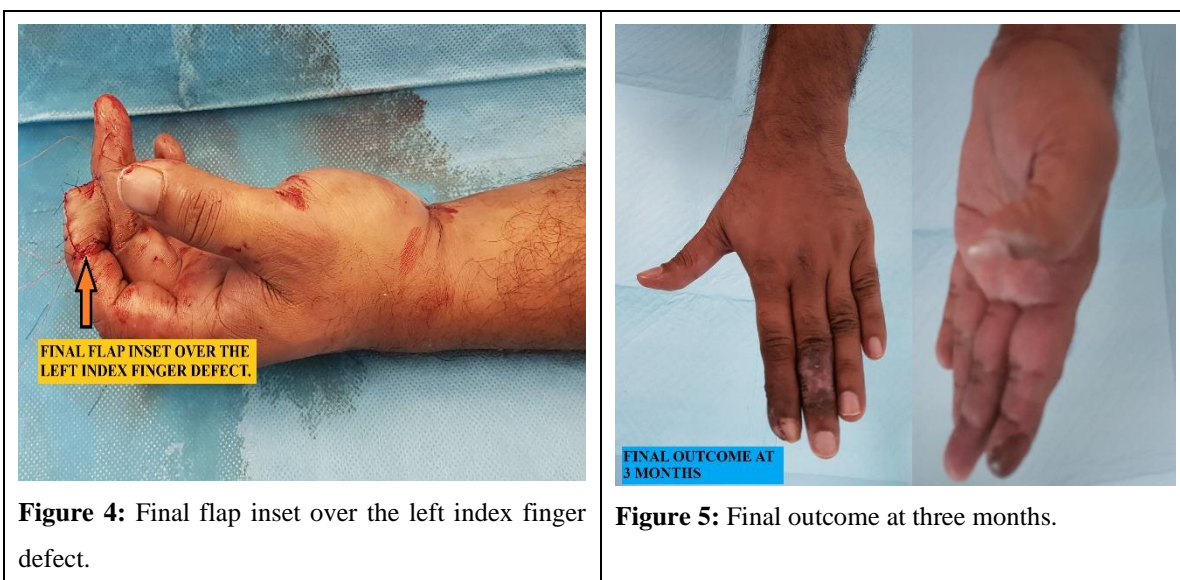 FINAL FLAP INSET OVER THE
LEFT INDEX FINGER DEFECT.
Figure 4: Final flap inset over the left index finger
defect.
FINAL OUTCOME AT
3 MONTHS
Figure 5: Final outcome at three months.